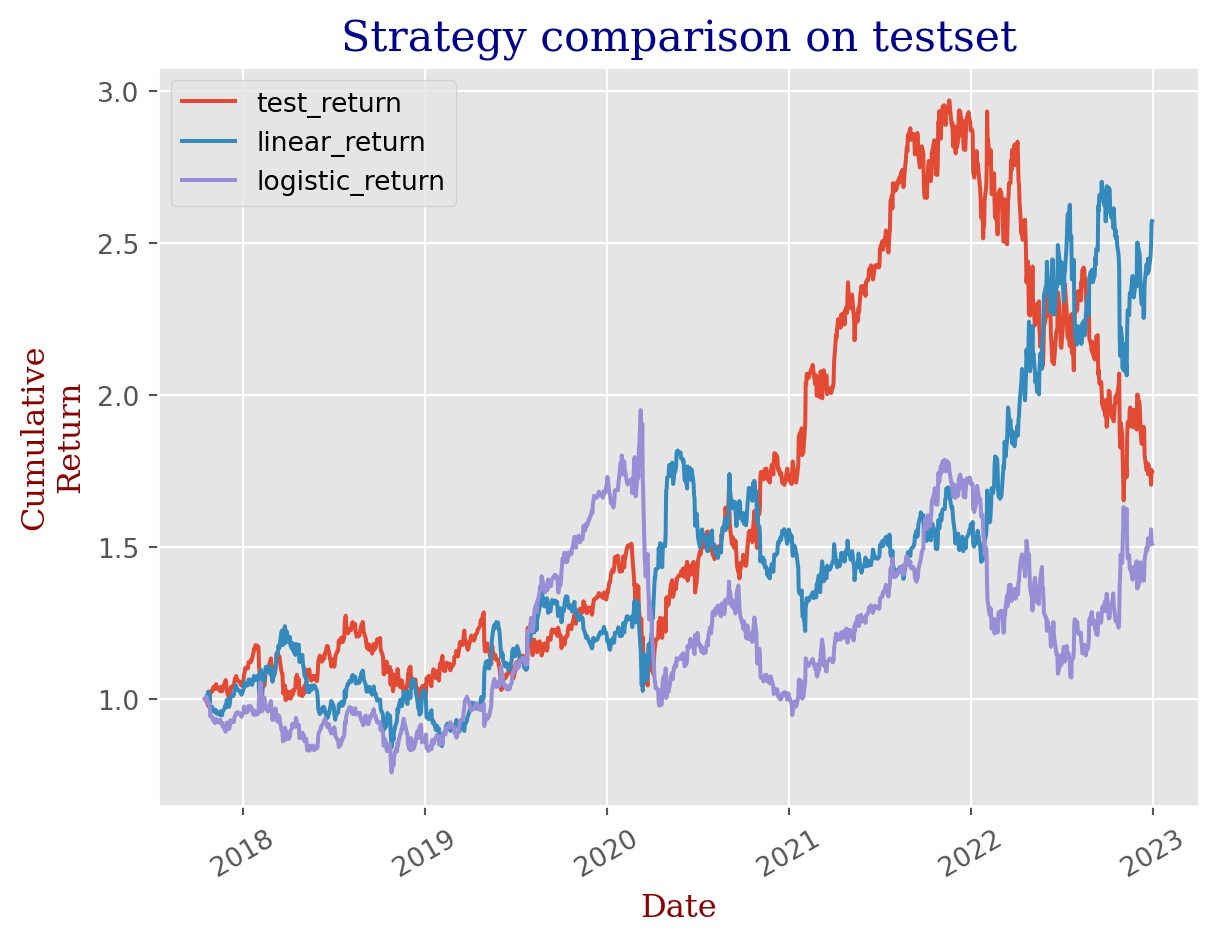 Strategy comparison on testset
test_return
linear_return
logistic_return
3.0
2.5
2.0
1.5
1.0
Cumulative
Return
2018
2019
2020
2021
2022
2023
Date